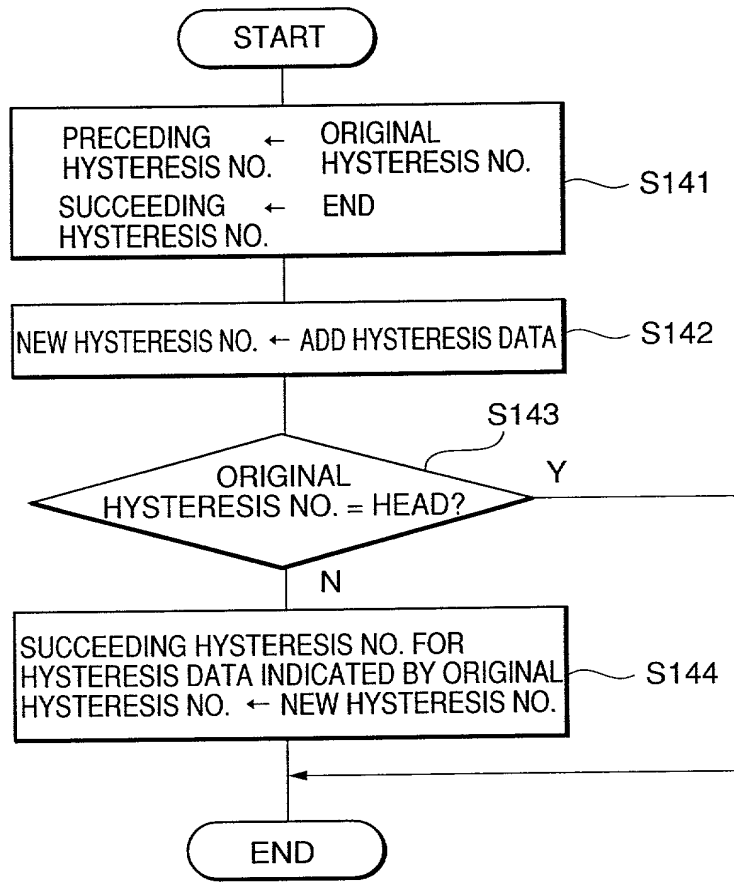 START
PRECEDING ← ORIGINAL
HYSTERESIS NO. HYSTERESIS NO.
SUCCEEDING ← END
HYSTERESIS NO.
S141
NEW HYSTERESIS NO. ← ADD HYSTERESIS DATA
S142
S143
ORIGINAL
HYSTERESIS NO. = HEAD?
Y
N
SUCCEEDING HYSTERESIS NO. FOR
HYSTERESIS DATA INDICATED BY ORIGINAL
HYSTERESIS NO. ← NEW HYSTERESIS NO.
S144
END